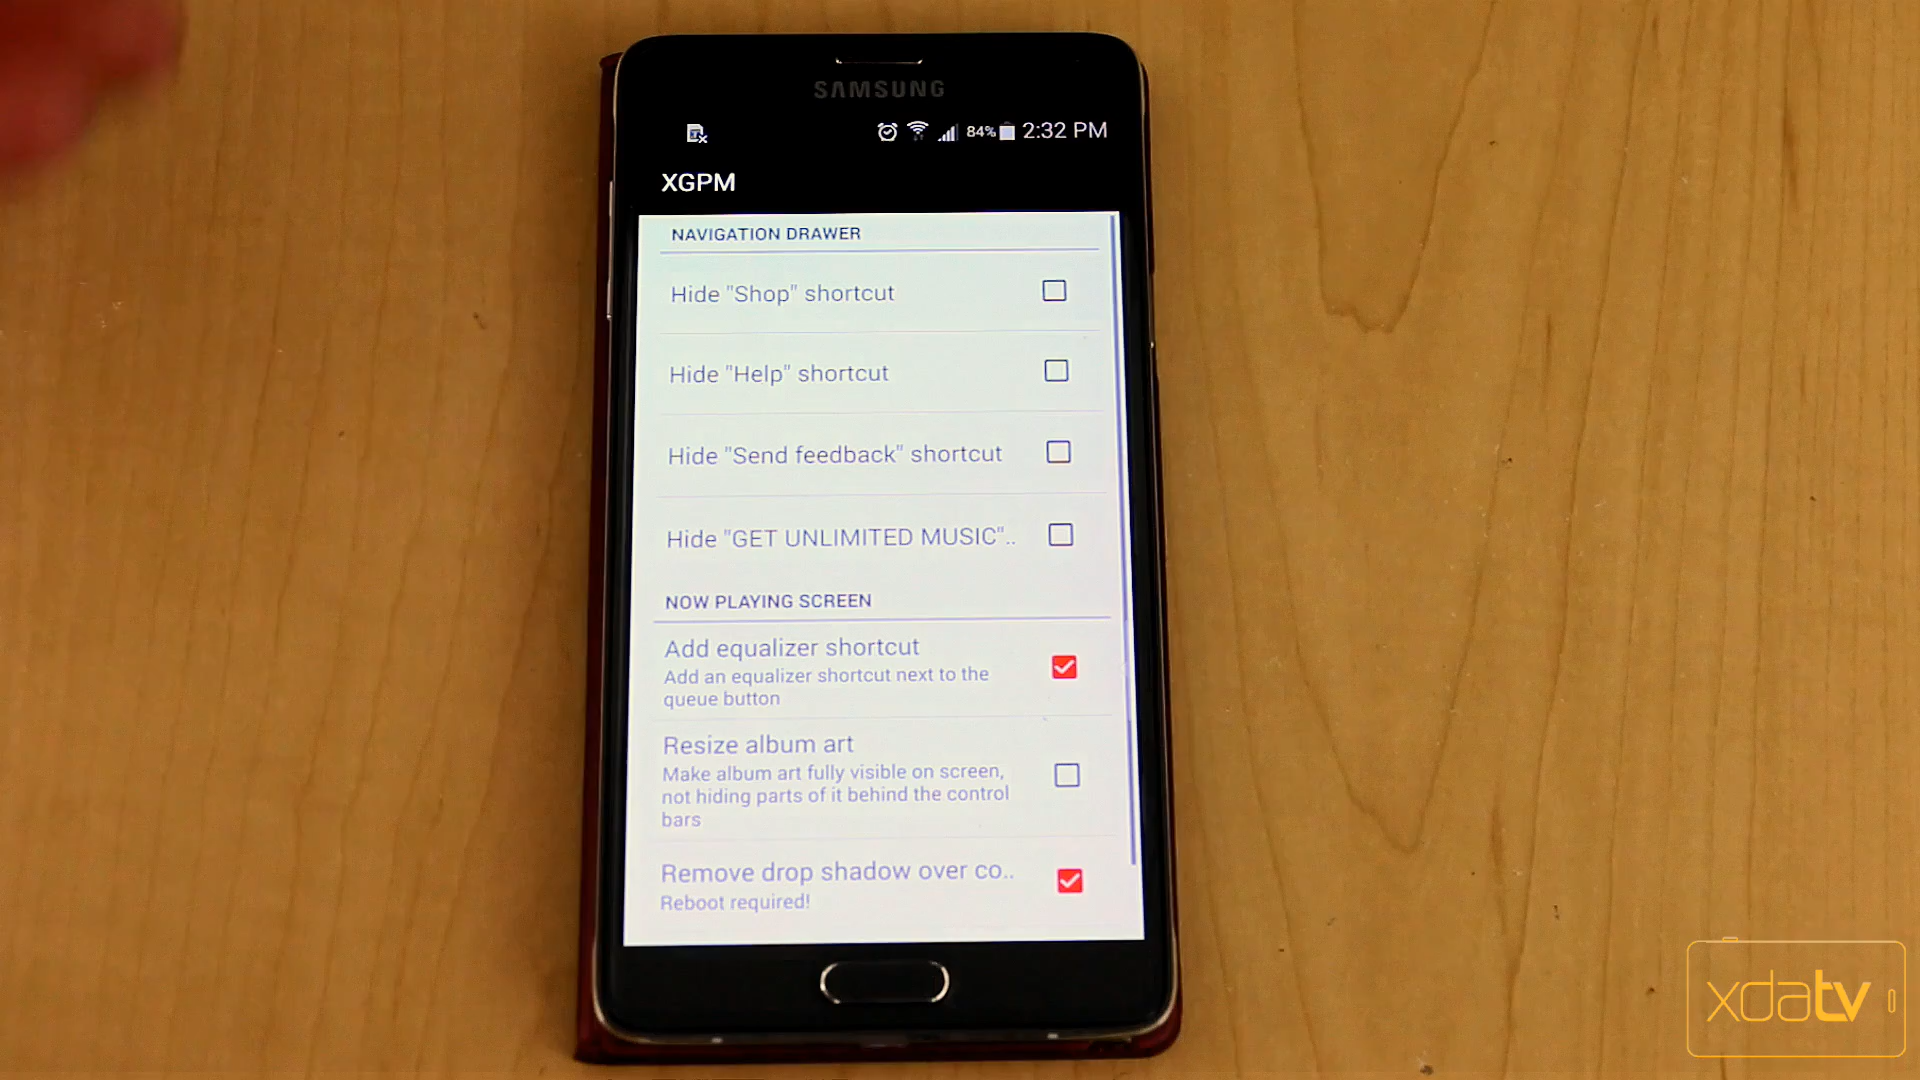 SAMSUNG
84% 2:32 PM
XGPM
NAVIGATION DRAWER
Hide "Shop" shortcut
Hide "Help" shortcut
Hide "Send feedback" shortcut
Hide "GET UNLIMITED MUSIC"..
NOW PLAYING SCREEN
Add equalizer shortcut
Add an equalizer shortcut next to the
queue button
Resize album art
Make album art fully visible on screen,
not hiding parts of it behind the control
bars
Remove drop shadow over co..
Reboot required!
xdatv